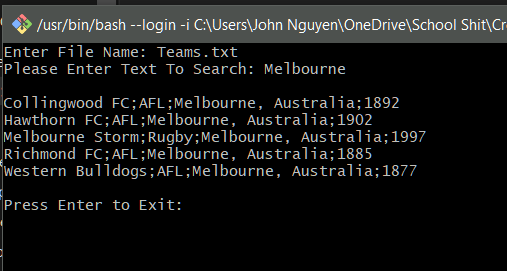 /usr/bin/bash --login -i C:\Users\John Nguyen\OneDrive\School Shit\Cr
Enter File Name: Teams.txt
Please Enter Text To Search: Melbourne
Collingwood FC;AFL;Melbourne, Australia;1892
Hawthorn FC;AFL;Melbourne, Australia;1902
Melbourne Storm;Rugby;Melbourne, Australia;1997
Richmond FC;AFL;Melbourne, Australia;1885
Western Bulldogs;AFL;Melbourne, Australia;1877
Press Enter to Exit: